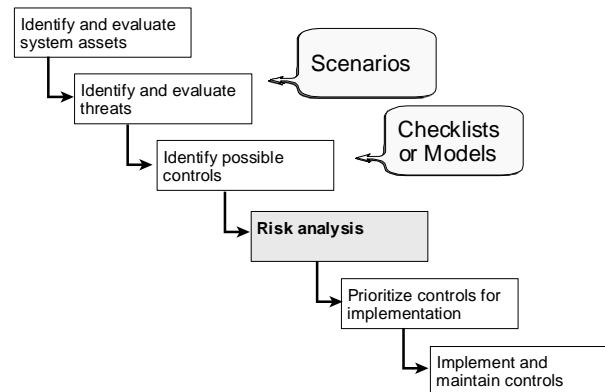 Identify and evaluate
system assets
Scenarios
Identify and evaluate
threats
Checklists
or Models
Identify possible
controls
Risk analysis
Prioritize controls for
implementation
Implement and
maintain controls